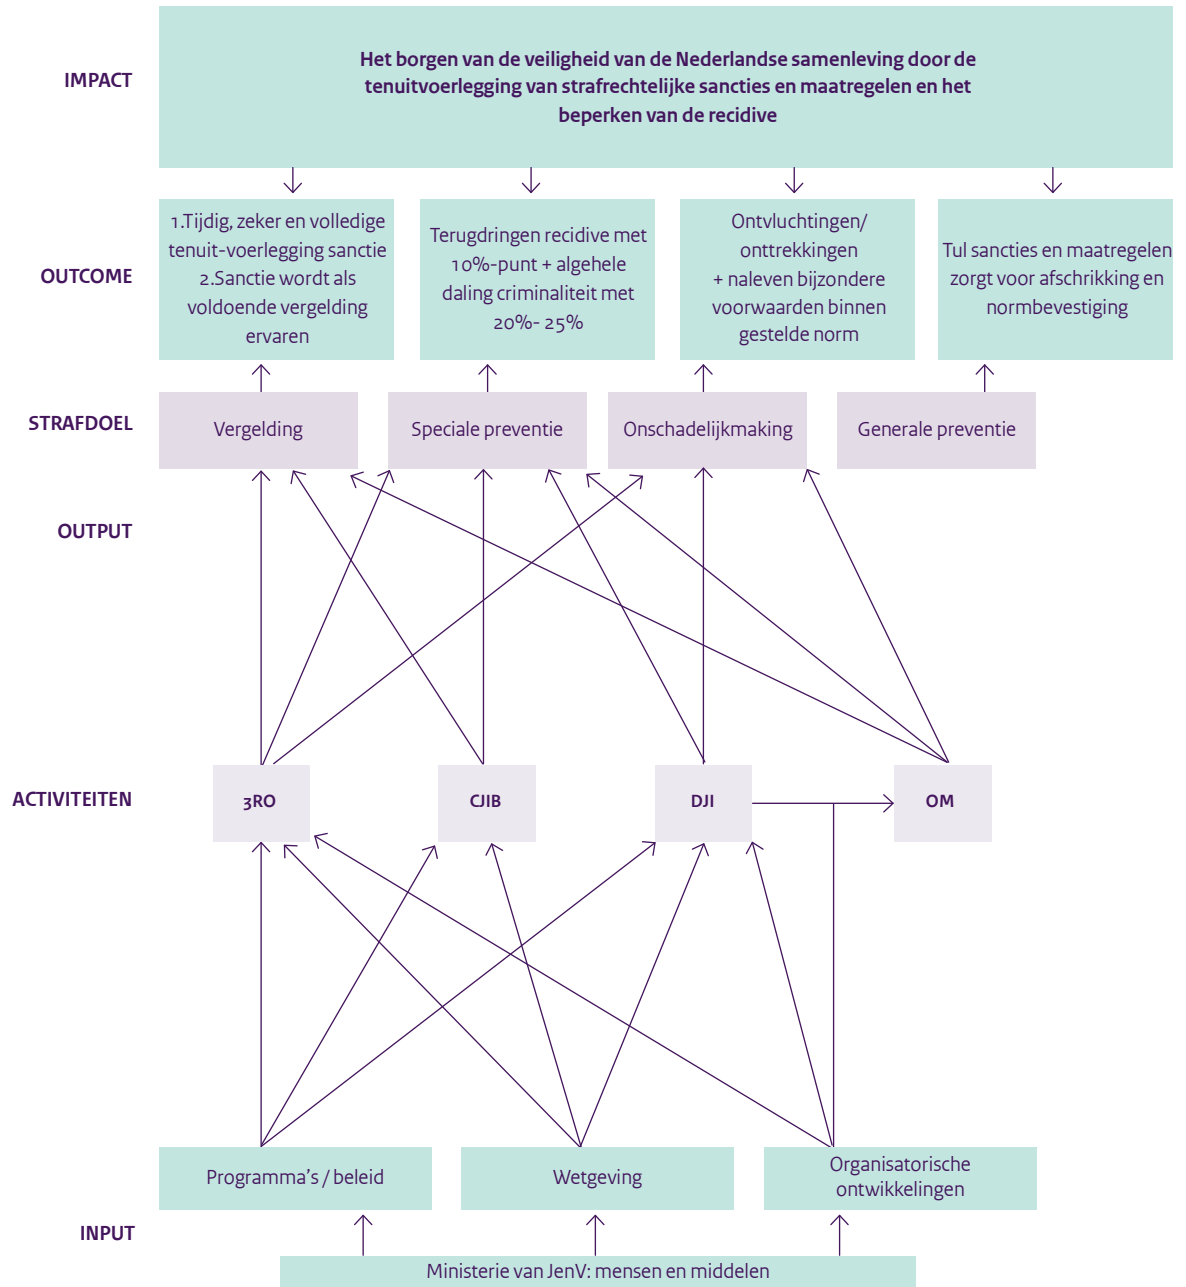 IMPACT
Het borgen van de veiligheid van de Nederlandse samenleving door de
tenuitvoerlegging van strafrechtelijke sancties en maatregelen en het
beperken van de recidive
OUTCOME
1.Tijdig, zeker en volledige
tenuit-voerlegging sanctie
2.Sanctie wordt als
voldoende vergelding
ervaren
Terugdringen recidive met
10%-punt + algehele
daling criminaliteit met
20%- 25%
Ontvluchtingen/
onttrekkingen
+ naleven bijzondere
voorwaarden binnen
gestelde norm
Tul sancties en maatregelen
zorgt voor afschrikking en
normbevestiging
STRAFDOEL
Vergelding
Speciale preventie
Onschadelijkmaking
Generale preventie
OUTPUT
ACTIVITEITEN
3RO
CJIB
DJI
OM
Programma's / beleid
Wetgeving
Organisatorische
ontwikkelingen
INPUT
Ministerie van JenV: mensen en middelen